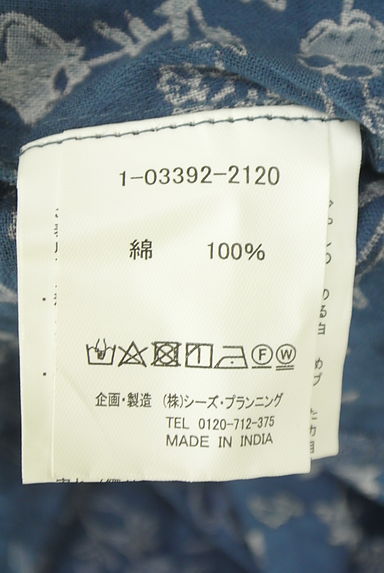 1-03392-2120
綿 100%
F W
企画・製造 (株)シーズ・プランニング
TEL 0120-712-375
MADE IN INDIA